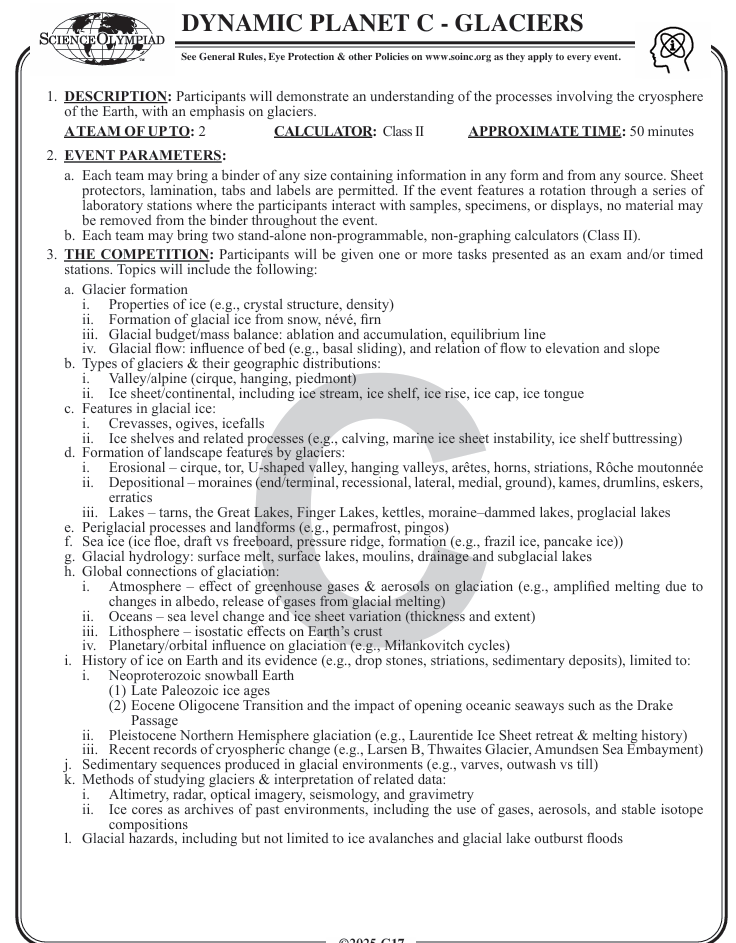 DYNAMIC PLANET C - GLACIERS
SCIENCE OLYMPIAD
See General Rules, Eye Protection & other Policies on www.soinc.org as they apply to every event.
1. DESCRIPTION: Participants will demonstrate an understanding of the processes involving the cryosphere
of the Earth, with an emphasis on glaciers.
A TEAM OF UP TO: 2 CALCULATOR: Class II APPROXIMATE TIME: 50 minutes
2. EVENT PARAMETERS:
a. Each team may bring a binder of any size containing information in any form and from any source. Sheet
protectors, lamination, tabs and labels are permitted. If the event features a rotation through a series of
laboratory stations where the participants interact with samples, specimens, or displays, no material may
be removed from the binder throughout the event.
b. Each team may bring two stand-alone non-programmable, non-graphing calculators (Class II).
3. THE COMPETITION: Participants will be given one or more tasks presented as an exam and/or timed
stations. Topics will include the following:
a. Glacier formation
i. Properties of ice (e.g., crystal structure, density)
ii. Formation of glacial ice from snow, névé, firn
iii. Glacial budget/mass balance: ablation and accumulation, equilibrium line
iv. Glacial flow: influence of bed (e.g., basal sliding), and relation of flow to elevation and slope
b. Types of glaciers & their geographic distributions:
i. Valley/alpine (cirque, hanging, piedmont)
ii. Ice sheet/continental, including ice stream, ice shelf, ice rise, ice cap, ice tongue
c. Features in glacial ice:
i. Crevasses, ogives, icefalls
ii. Ice shelves and related processes (e.g., calving, marine ice sheet instability, ice shelf buttressing)
d. Formation of landscape features by glaciers:
i. Erosional – cirque, tor, U-shaped valley, hanging valleys, arêtes, horns, striations, Rôche moutonnée
ii. Depositional – moraines (end/terminal, recessional, lateral, medial, ground), kames, drumlins, eskers,
erratics
iii. Lakes – tarns, the Great Lakes, Finger Lakes, kettles, moraine–dammed lakes, proglacial lakes
e. Periglacial processes and landforms (e.g., permafrost, pingos)
f. Sea ice (ice floe, draft vs freeboard, pressure ridge, formation (e.g., frazil ice, pancake ice))
g. Glacial hydrology: surface melt, surface lakes, moulins, drainage and subglacial lakes
h. Global connections of glaciation:
i. Atmosphere – effect of greenhouse gases & aerosols on glaciation (e.g., amplified melting due to
changes in albedo, release of gases from glacial melting)
ii. Oceans – sea level change and ice sheet variation (thickness and extent)
iii. Lithosphere – isostatic effects on Earth's crust
iv. Planetary/orbital influence on glaciation (e.g., Milankovitch cycles)
i. History of ice on Earth and its evidence (e.g., drop stones, striations, sedimentary deposits), limited to:
i. Neoproterozoic snowball Earth
(1) Late Paleozoic ice ages
(2) Eocene Oligocene Transition and the impact of opening oceanic seaways such as the Drake
Passage
ii. Pleistocene Northern Hemisphere glaciation (e.g., Laurentide Ice Sheet retreat & melting history)
iii. Recent records of cryospheric change (e.g., Larsen B, Thwaites Glacier, Amundsen Sea Embayment)
j. Sedimentary sequences produced in glacial environments (e.g., varves, outwash vs till)
k. Methods of studying glaciers & interpretation of related data:
i. Altimetry, radar, optical imagery, seismology, and gravimetry
ii. Ice cores as archives of past environments, including the use of gases, aerosols, and stable isotope
compositions
l. Glacial hazards, including but not limited to ice avalanches and glacial lake outburst floods
C
©2025-C17